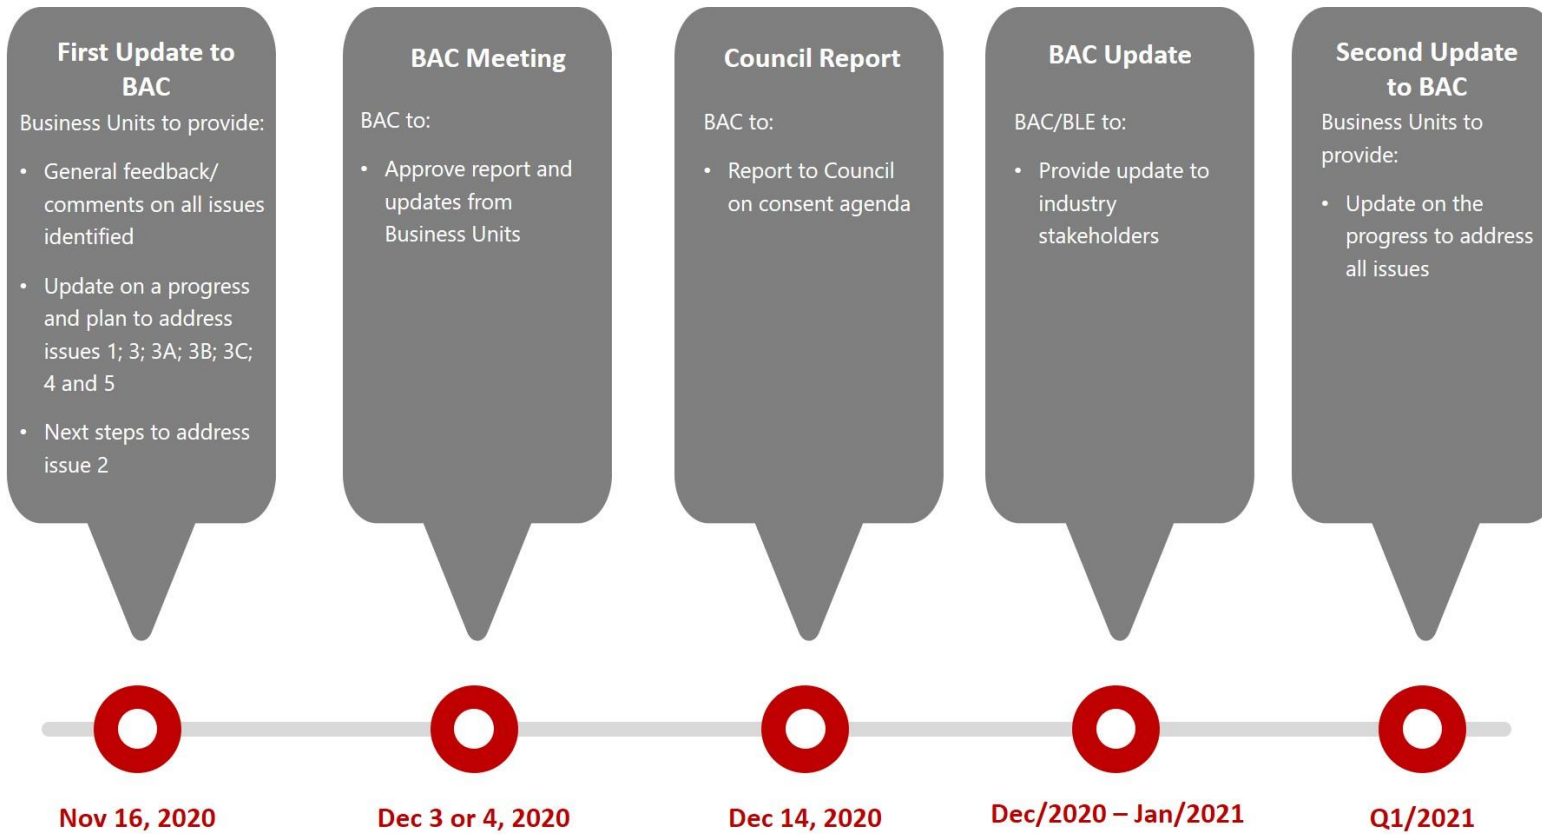 First Update to
BAC
Business Units to provide:
• General feedback/
comments on all issues
identified
• Update on a progress
and plan to address
issues 1; 3; 3A; 3B; 3C;
4 and 5
• Next steps to address
issue 2
BAC Meeting
BAC to:
• Approve report and
updates from
Business Units
Council Report
BAC to:
• Report to Council
on consent agenda
BAC Update
BAC/BLE to:
• Provide update to
industry
stakeholders
Second Update
to BAC
Business Units to
provide:
• Update on the
progress to address
all issues
Nov 16, 2020
Dec 3 or 4, 2020
Dec 14, 2020
Dec/2020 – Jan/2021
Q1/2021